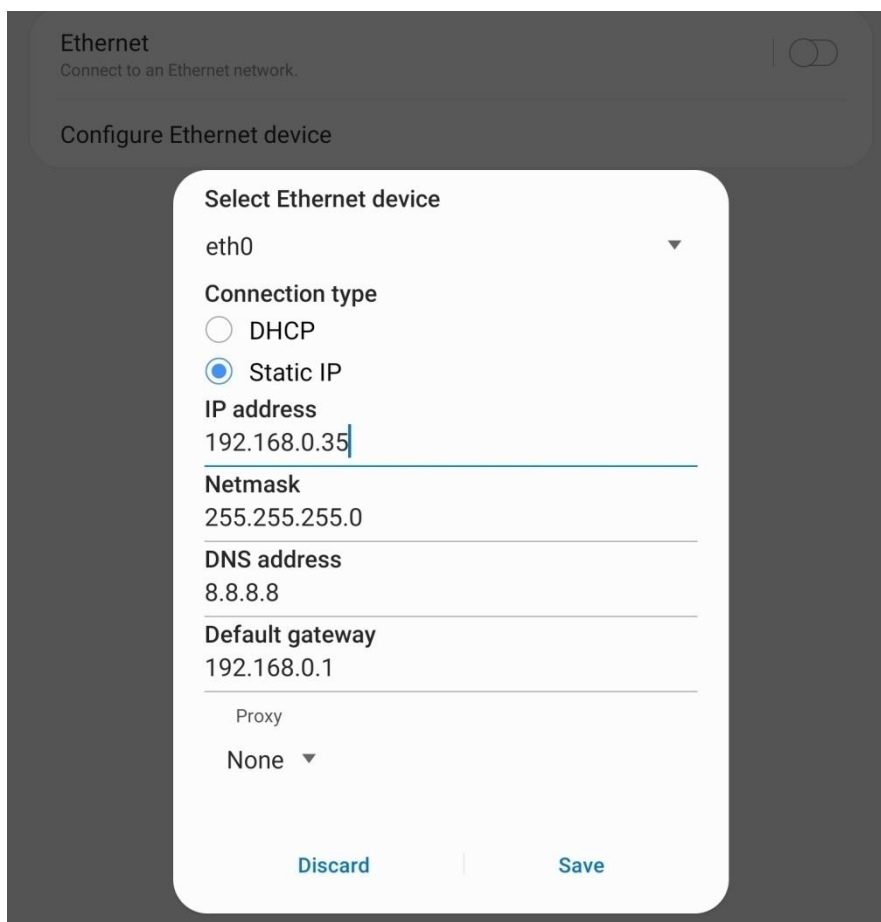 Ethernet
Connect to an Ethernet network.
Configure Ethernet device
Select Ethernet device
eth0
Connection type
DHCP
Static IP
IP address
192.168.0.35
Netmask
255.255.255.0
DNS address
8.8.8.8
Default gateway
192.168.0.1
Proxy
None
Discard
Save